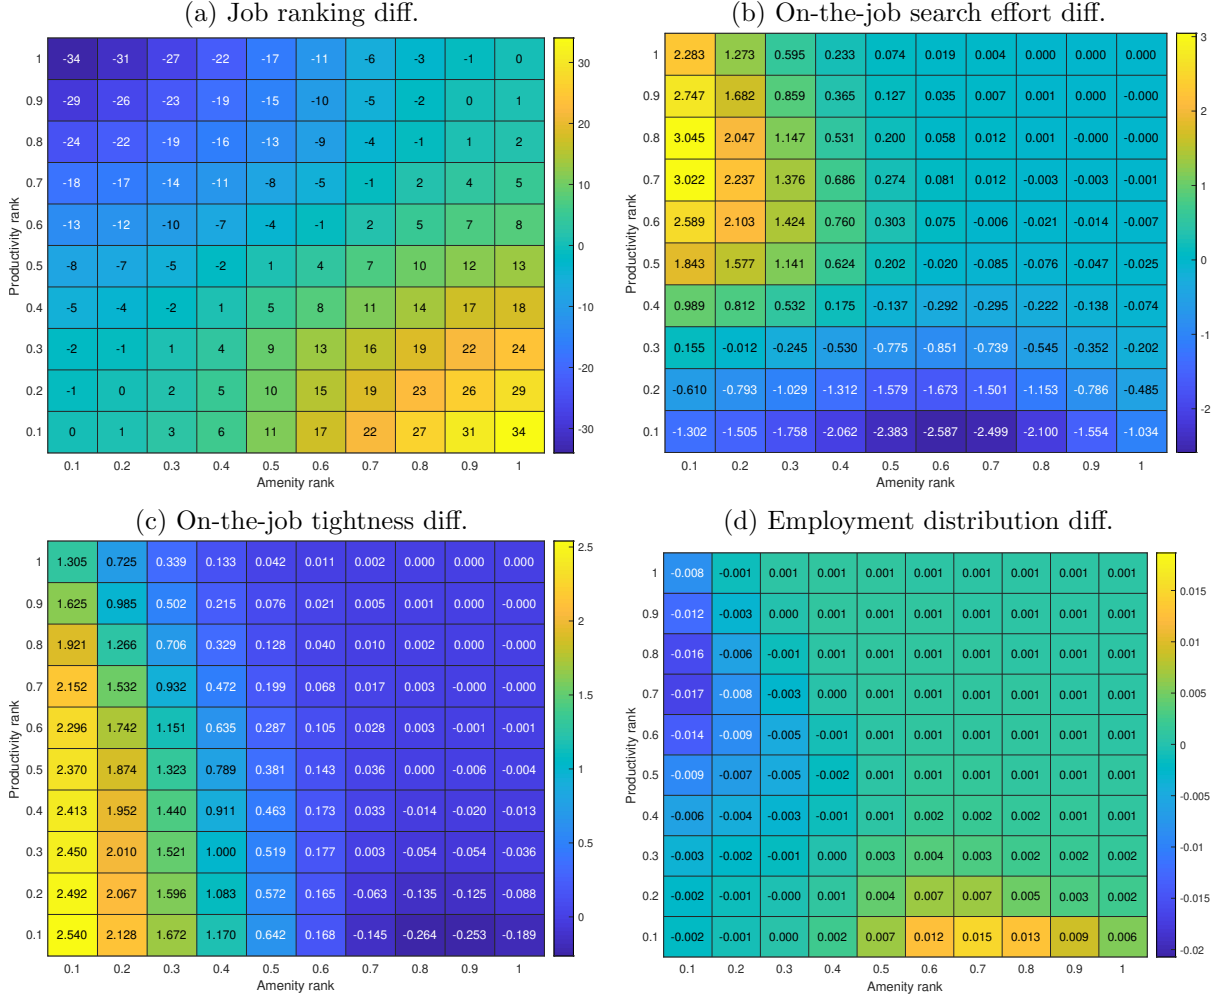 (a) Job ranking diff.
1 -34 -31 -27 -22 -17 -11 -6 -3 -1 0
0.9 -29 -26 -23 -19 -15 -10 -5 -2 0 1
0.8 -24 -22 -19 -16 -13 -9 -4 -1 1 2
0.7 -18 -17 -14 -11 -8 -5 -1 2 4 5
0.6 -13 -12 -10 -7 -4 -1 2 5 7 8
0.5 -8 -7 -5 -2 1 4 7 10 12 13
0.4 -5 -4 -2 1 5 8 11 14 17 18
0.3 -2 -1 1 4 9 13 16 19 22 24
0.2 -1 0 2 5 10 15 19 23 26 29
0.1 0 1 3 6 11 17 22 27 31 34
0.1 0.2 0.3 0.4 0.5 0.6 0.7 0.8 0.9 1
Amenity rank
Productivity rank
30
20
10
0
-10
-20
-30
(b) On-the-job search effort diff.
1 2.283 1.273 0.595 0.233 0.074 0.019 0.004 0.000 0.000 0.000
0.9 2.747 1.682 0.859 0.365 0.127 0.035 0.007 0.001 0.000 -0.000
0.8 3.045 2.047 1.147 0.531 0.200 0.058 0.012 0.001 -0.000 -0.000
0.7 3.022 2.237 1.376 0.686 0.274 0.081 0.012 -0.003 -0.003 -0.001
0.6 2.589 2.103 1.424 0.760 0.303 0.075 -0.006 -0.021 -0.014 -0.007
0.5 1.843 1.577 1.141 0.624 0.202 -0.020 -0.085 -0.076 -0.047 -0.025
0.4 0.989 0.812 0.532 0.175 -0.137 -0.292 -0.295 -0.222 -0.138 -0.074
0.3 0.155 -0.012 -0.245 -0.530 -0.775 -0.851 -0.739 -0.545 -0.352 -0.202
0.2 -0.610 -0.793 -1.029 -1.312 -1.579 -1.673 -1.501 -1.153 -0.786 -0.485
0.1 -1.302 -1.505 -1.758 -2.062 -2.383 -2.587 -2.499 -2.100 -1.554 -1.034
0.1 0.2 0.3 0.4 0.5 0.6 0.7 0.8 0.9 1
Amenity rank
Productivity rank
3
2
1
0
-1
-2
(c) On-the-job tightness diff.
1 1.305 0.725 0.339 0.133 0.042 0.011 0.002 0.000 0.000 0.000
0.9 1.625 0.985 0.502 0.215 0.076 0.021 0.005 0.001 0.000 -0.000
0.8 1.921 1.266 0.706 0.329 0.128 0.040 0.010 0.002 0.000 -0.000
0.7 2.152 1.532 0.932 0.472 0.199 0.068 0.017 0.003 -0.000 -0.000
0.6 2.296 1.742 1.151 0.635 0.287 0.105 0.028 0.003 -0.001 -0.001
0.5 2.370 1.874 1.323 0.789 0.381 0.143 0.036 0.000 -0.006 -0.004
0.4 2.413 1.952 1.440 0.911 0.463 0.173 0.033 -0.014 -0.020 -0.013
0.3 2.450 2.010 1.521 1.000 0.519 0.177 0.003 -0.054 -0.054 -0.036
0.2 2.492 2.067 1.596 1.083 0.572 0.165 -0.063 -0.135 -0.125 -0.088
0.1 2.540 2.128 1.672 1.170 0.642 0.168 -0.145 -0.264 -0.253 -0.189
0.1 0.2 0.3 0.4 0.5 0.6 0.7 0.8 0.9 1
Amenity rank
Productivity rank
2.5
2
1.5
1
0.5
0
(d) Employment distribution diff.
1 -0.008 -0.001 0.001 0.001 0.001 0.001 0.001 0.001 0.001 0.001
0.9 -0.012 -0.003 0.000 0.001 0.001 0.001 0.001 0.001 0.001 0.001
0.8 -0.016 -0.006 -0.001 0.001 0.001 0.001 0.001 0.001 0.001 0.001
0.7 -0.017 -0.008 -0.003 0.000 0.001 0.001 0.001 0.001 0.001 0.001
0.6 -0.014 -0.009 -0.005 -0.001 0.001 0.001 0.001 0.001 0.001 0.001
0.5 -0.009 -0.007 -0.005 -0.002 0.001 0.001 0.001 0.001 0.001 0.001
0.4 -0.006 -0.004 -0.003 -0.001 0.001 0.002 0.002 0.001 0.001 0.001
0.3 -0.003 -0.002 -0.001 0.000 0.003 0.004 0.003 0.002 0.002 0.002
0.2 -0.002 -0.001 -0.000 0.001 0.004 0.007 0.007 0.005 0.003 0.002
0.1 -0.002 -0.001 0.000 0.002 0.007 0.012 0.015 0.013 0.009 0.006
0.1 0.2 0.3 0.4 0.5 0.6 0.7 0.8 0.9 1
Amenity rank
Productivity rank
0.015
0.01
0.005
0
-0.005
-0.01
-0.015
-0.02